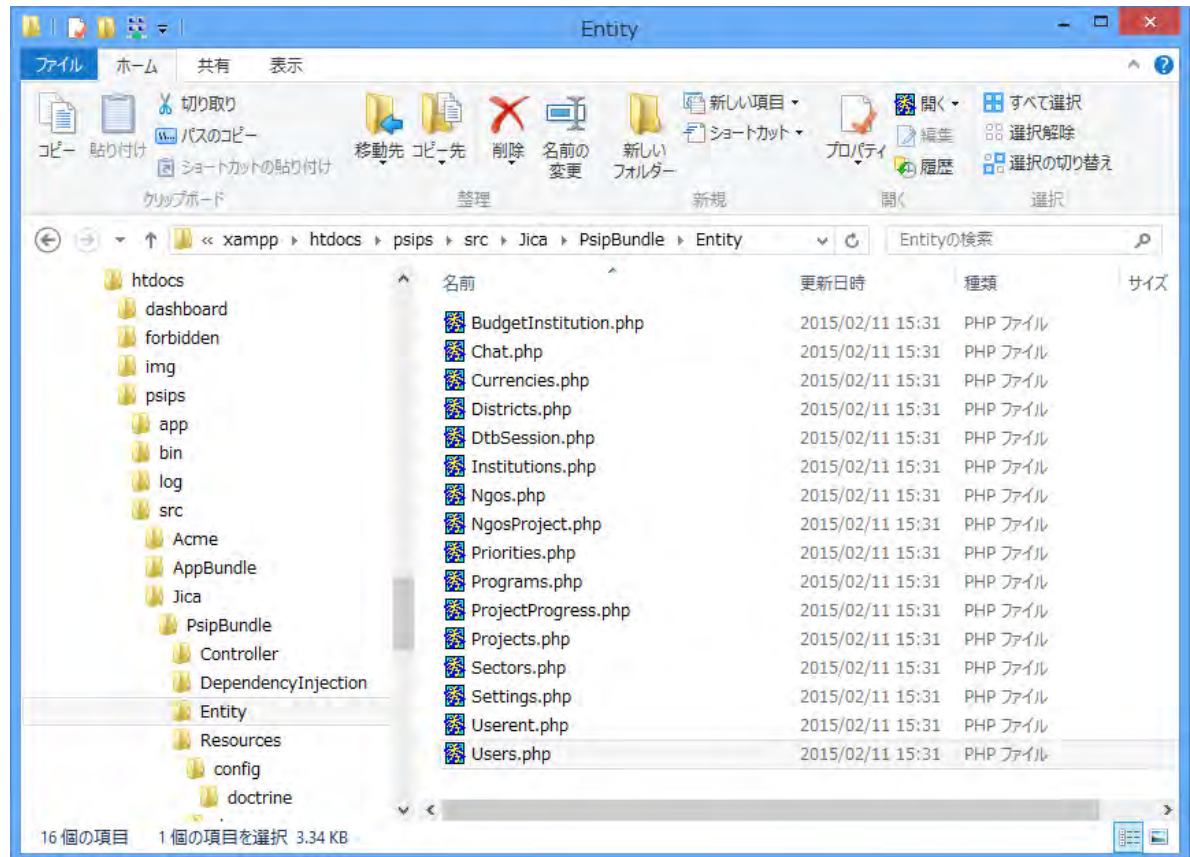 Entity
ファイル ホーム 共有 表示
コピー
貼り付け
切り取り
パスのコピー
ショートカットの貼り付け
クリップボード
移動先
コピー先
削除
名前の
変更
整理
新しい
フォルダー
新しい項目
ショートカット
新規
プロパティ
開く
編集
履歴
開く
すべて選択
選択解除
選択の切り替え
選択
« xampp htdocs psips src Jica PsipBundle Entity
Entityの検索
htdocs
dashboard
forbidden
img
psips
app
bin
log
src
Acme
AppBundle
Jica
PsipBundle
Controller
DependencyInjection
Entity
Resources
config
doctrine
名前 更新日時 種類 サイズ
BudgetInstitution.php 2015/02/11 15:31 PHP ファイル
Chat.php 2015/02/11 15:31 PHP ファイル
Currencies.php 2015/02/11 15:31 PHP ファイル
Districts.php 2015/02/11 15:31 PHP ファイル
DtbSession.php 2015/02/11 15:31 PHP ファイル
Institutions.php 2015/02/11 15:31 PHP ファイル
Ngos.php 2015/02/11 15:31 PHP ファイル
NgosProject.php 2015/02/11 15:31 PHP ファイル
Priorities.php 2015/02/11 15:31 PHP ファイル
Programs.php 2015/02/11 15:31 PHP ファイル
ProjectProgress.php 2015/02/11 15:31 PHP ファイル
Projects.php 2015/02/11 15:31 PHP ファイル
Sectors.php 2015/02/11 15:31 PHP ファイル
Settings.php 2015/02/11 15:31 PHP ファイル
Userent.php 2015/02/11 15:31 PHP ファイル
Users.php 2015/02/11 15:31 PHP ファイル
16 個の項目 1 個の項目を選択 3.34 KB